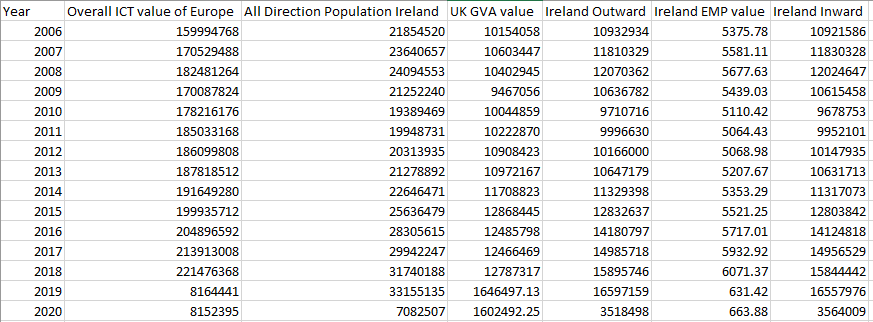 Year Overall ICT value of Europe All Direction Population Ireland UK GVA value Ireland Outward Ireland EMP value Ireland Inward
2006 159994768 21854520 10154058 10932934 5375.78 10921586
2007 170529488 23640657 10603447 11810329 5581.11 11830328
2008 182481264 24094553 10402945 12070362 5677.63 12024647
2009 170087824 21252240 9467056 10636782 5439.03 10615458
2010 178216176 19389469 10044859 9710716 5110.42 9678753
2011 185033168 19948731 10222870 9996630 5064.43 9952101
2012 186099808 20313935 10908423 10166000 5068.98 10147935
2013 187818512 21278892 10972167 10647179 5207.67 10631713
2014 191649280 22646471 11708823 11329398 5353.29 11317073
2015 199935712 25636479 12868445 12832637 5521.25 12803842
2016 204896592 28305615 12485798 14180797 5717.01 14124818
2017 213913008 29942247 12466469 14985718 5932.92 14956529
2018 221476368 31740188 12787317 15895746 6071.37 15844442
2019 8164441 33155135 1646497.13 16597159 631.42 16557976
2020 8152395 7082507 1602492.25 3518498 663.88 3564009